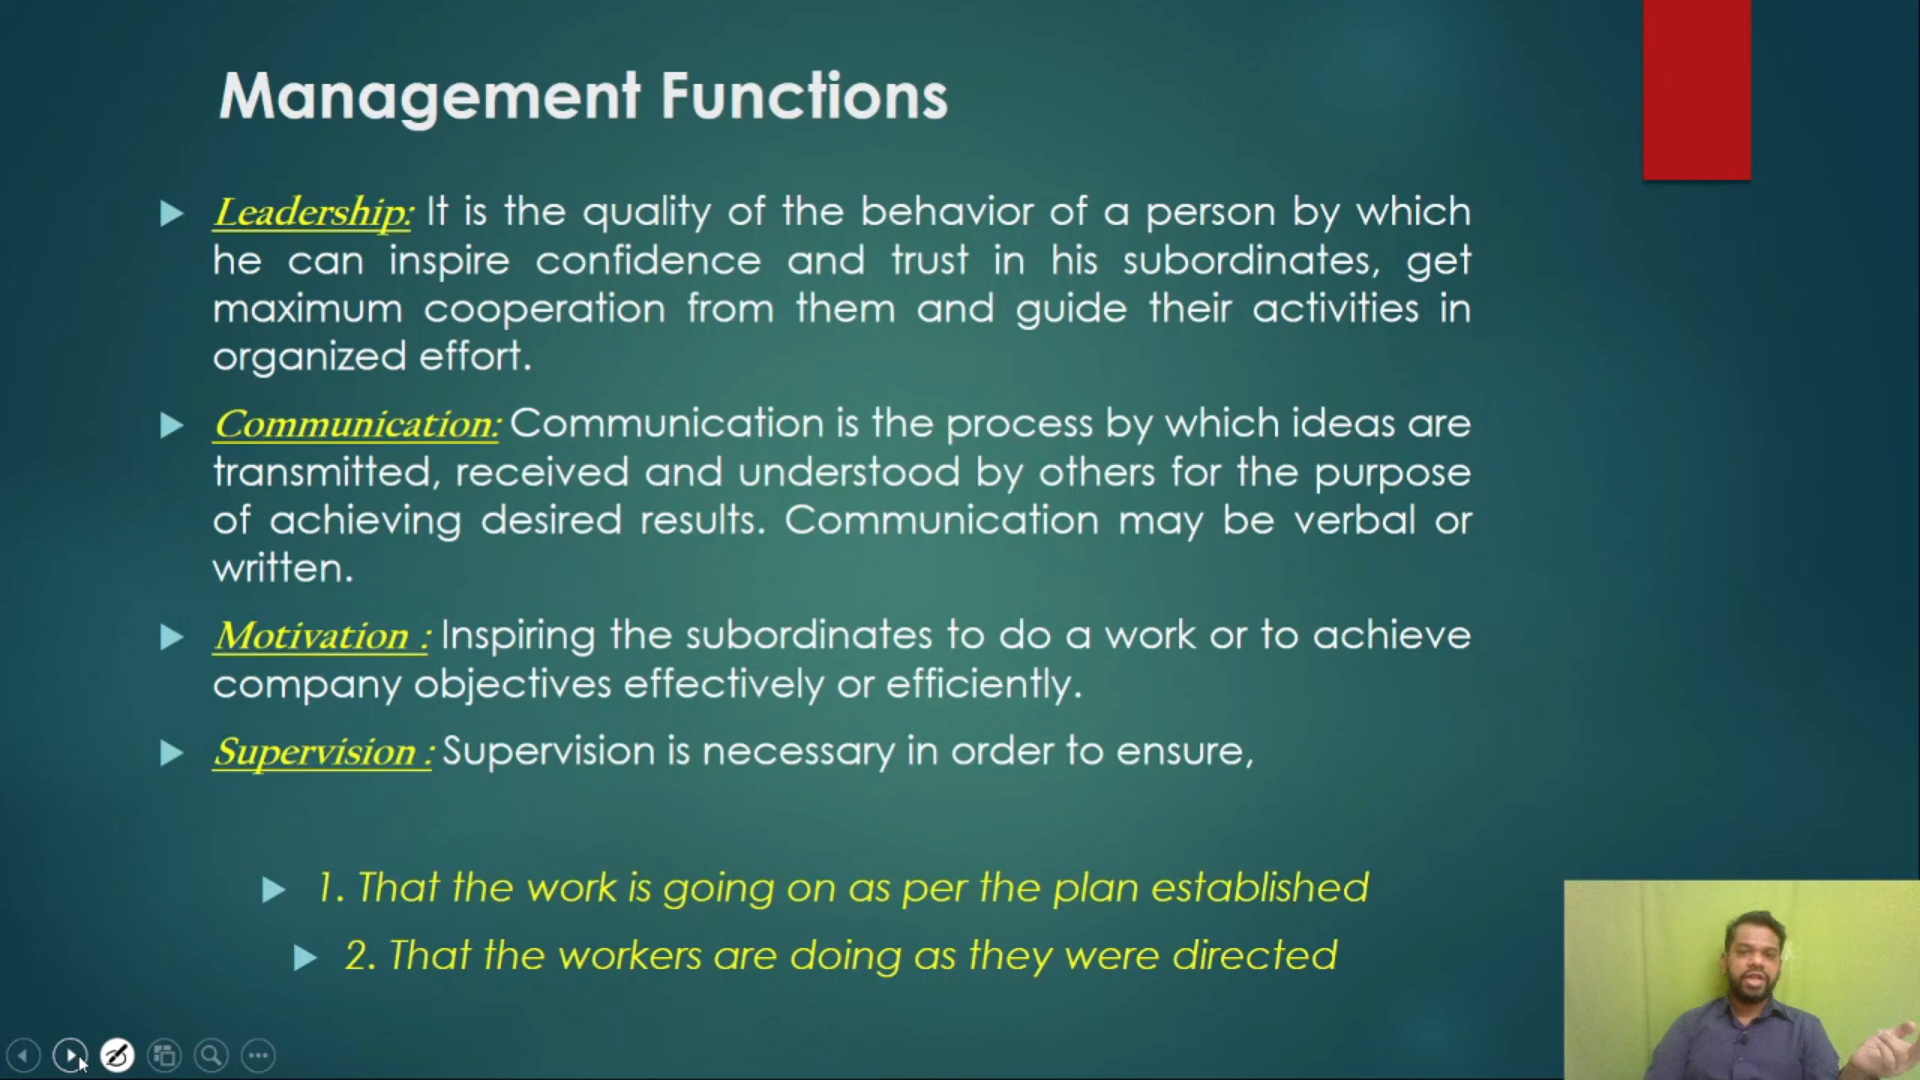 Management Functions
Leadership: It is the quality of the behavior of a person by which
he can inspire confidence and trust in his subordinates, get
maximum cooperation from them and guide their activities in
organized effort.
Communication: Communication is the process by which ideas are
transmitted, received and understood by others for the purpose
of achieving desired results. Communication may be verbal or
written.
Motivation : Inspiring the subordinates to do a work or to achieve
company objectives effectively or efficiently.
Supervision : Supervision is necessary in order to ensure,
1. That the work is going on as per the plan established
2. That the workers are doing as they were directed